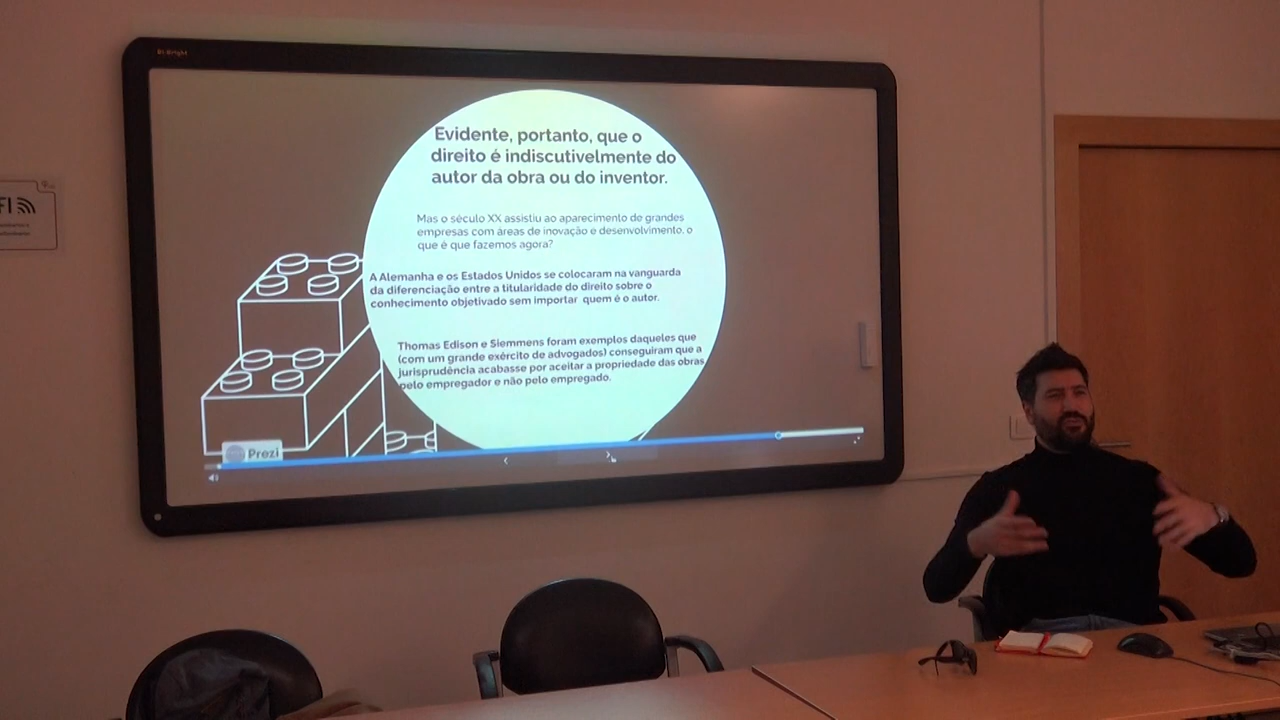 Bi-Bright
Evidente, portanto, que o
direito é indiscutivelmente do
autor da obra ou do inventor.
Mas o século XX assistiu ao aparecimento de grandes
empresas com áreas de inovação e desenvolvimento, o
que é que fazemos agora?
A Alemanha e os Estados Unidos se colocaram na vanguarda
da diferenciação entre a titularidade do direito sobre o
conhecimento objetivado sem importar quem é o autor.
Thomas Edison e Siemmens foram exemplos daqueles que
(com um grande exército de advogados) conseguiram que a
jurisprudência acabasse por aceitar a propriedade das obras
pelo empregador e não pelo empregado.
Prezi
FI